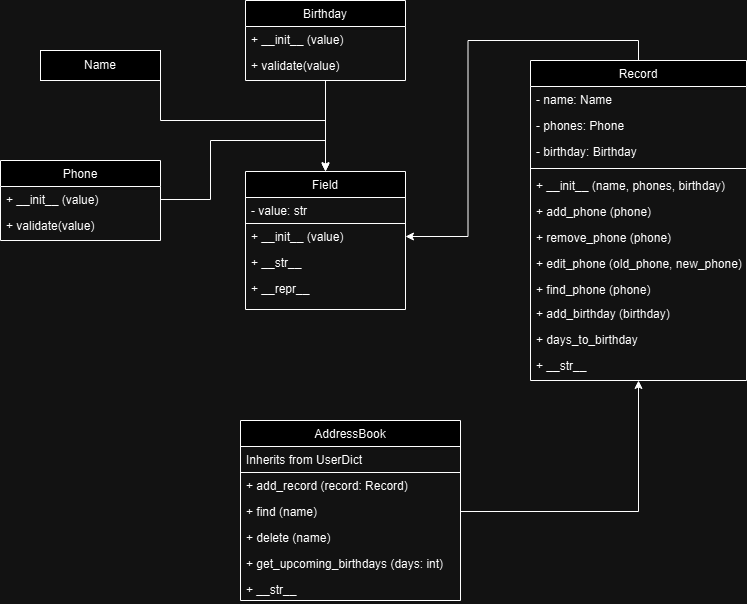 Birthday
+ __init__ (value)
+ validate(value)
Name
Phone
+ __init__ (value)
+ validate(value)
Field
- value: str
+ __init__ (value)
+ __str__
+ __repr__
Record
- name: Name
- phones: Phone
- birthday: Birthday
+ __init__ (name, phones, birthday)
+ add_phone (phone)
+ remove_phone (phone)
+ edit_phone (old_phone, new_phone)
+ find_phone (phone)
+ add_birthday (birthday)
+ days_to_birthday
+ __str__
AddressBook
Inherits from UserDict
+ add_record (record: Record)
+ find (name)
+ delete (name)
+ get_upcoming_birthdays (days: int)
+ __str__